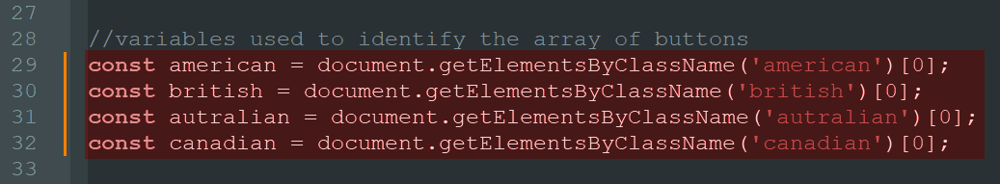 27
28 //variables used to identify the array of buttons
29 const american = document.getElementsByClassName('american')[0];
30 const british = document.getElementsByClassName('british')[0];
31 const autralian = document.getElementsByClassName('autralian')[0];
32 const canadian = document.getElementsByClassName('canadian')[0];
33